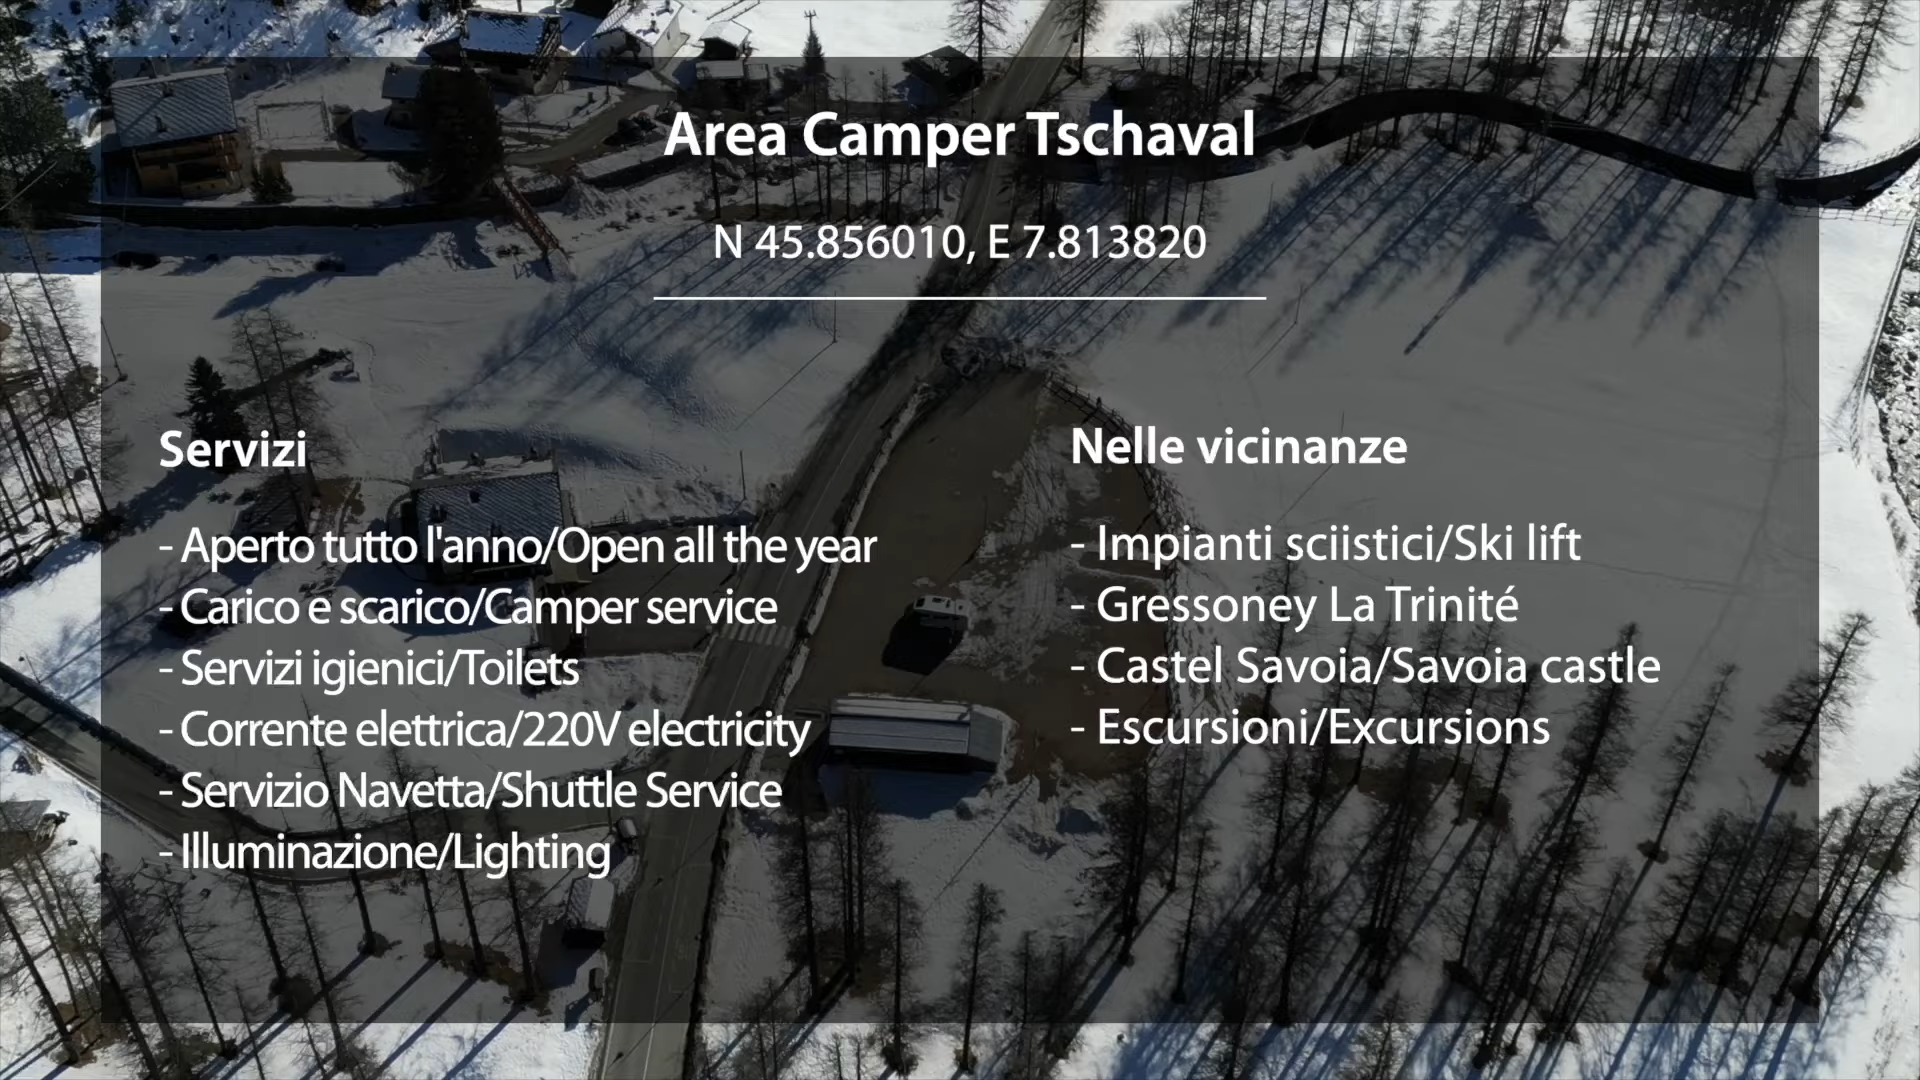 Area Camper Tschaval
N 45.856010, E 7.813820
Servizi
- Aperto tutto l'anno/Open all the year
- Carico e scarico/Camper service
- Servizi igienici/Toilets
- Corrente elettrica/220V electricity
- Servizio Navetta/Shuttle Service
- Illuminazione/Lighting
Nelle vicinanze
- Impianti sciistici/Ski lift
- Gressoney La Trinité
- Castel Savoia/Savoia castle
- Escursioni/Excursions